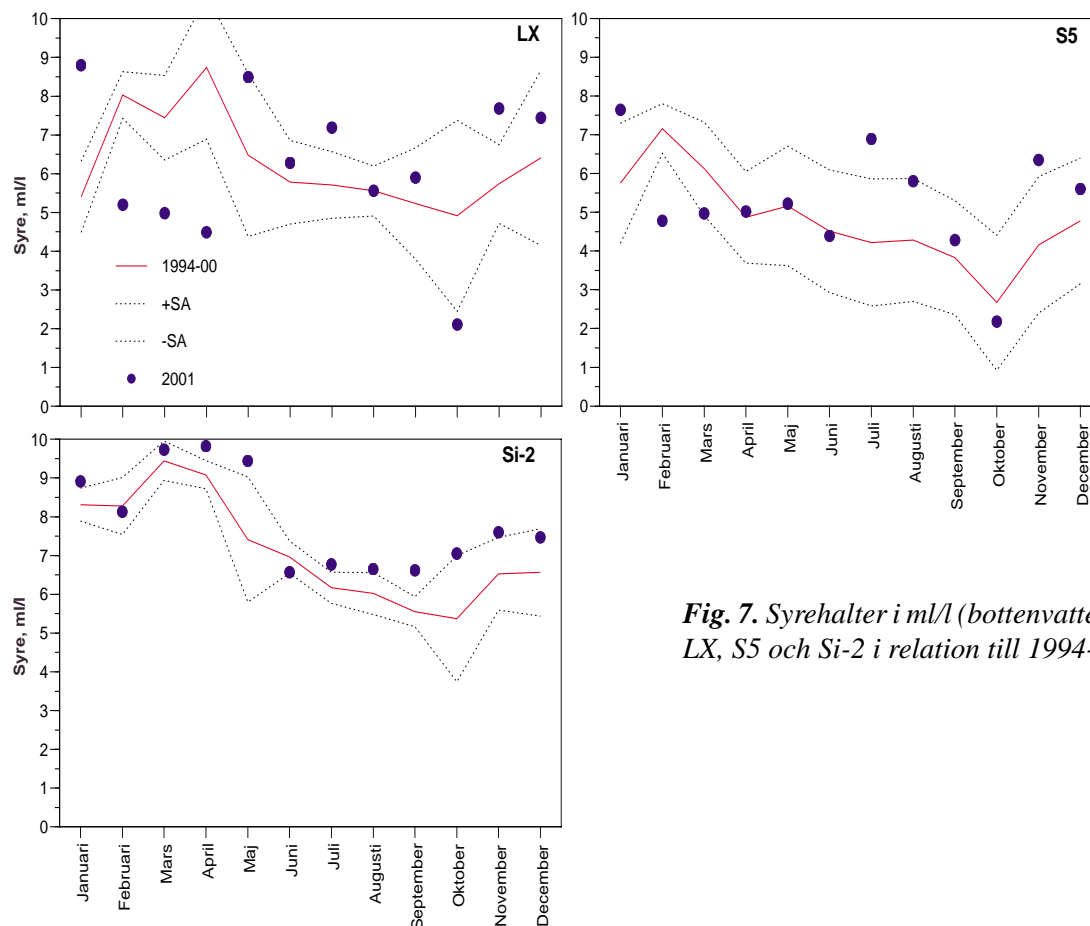 10
9
8
7
6
5
4
3
2
1
0
Syre, ml/l
LX
1994-00
+SA
-SA
2001
10
9
8
7
6
5
4
3
2
1
0
S5
Januari
Februari
Mars
April
Maj
Juni
Juli
Augusti
September
Oktober
November
December
10
9
8
7
6
5
4
3
2
1
0
Syre, ml/l
Si-2
Januari
Februari
Mars
April
Maj
Juni
Juli
Augusti
September
Oktober
November
December
Fig. 7. Syrehalter i ml/l (bottenvatte
LX, S5 och Si-2 i relation till 1994-